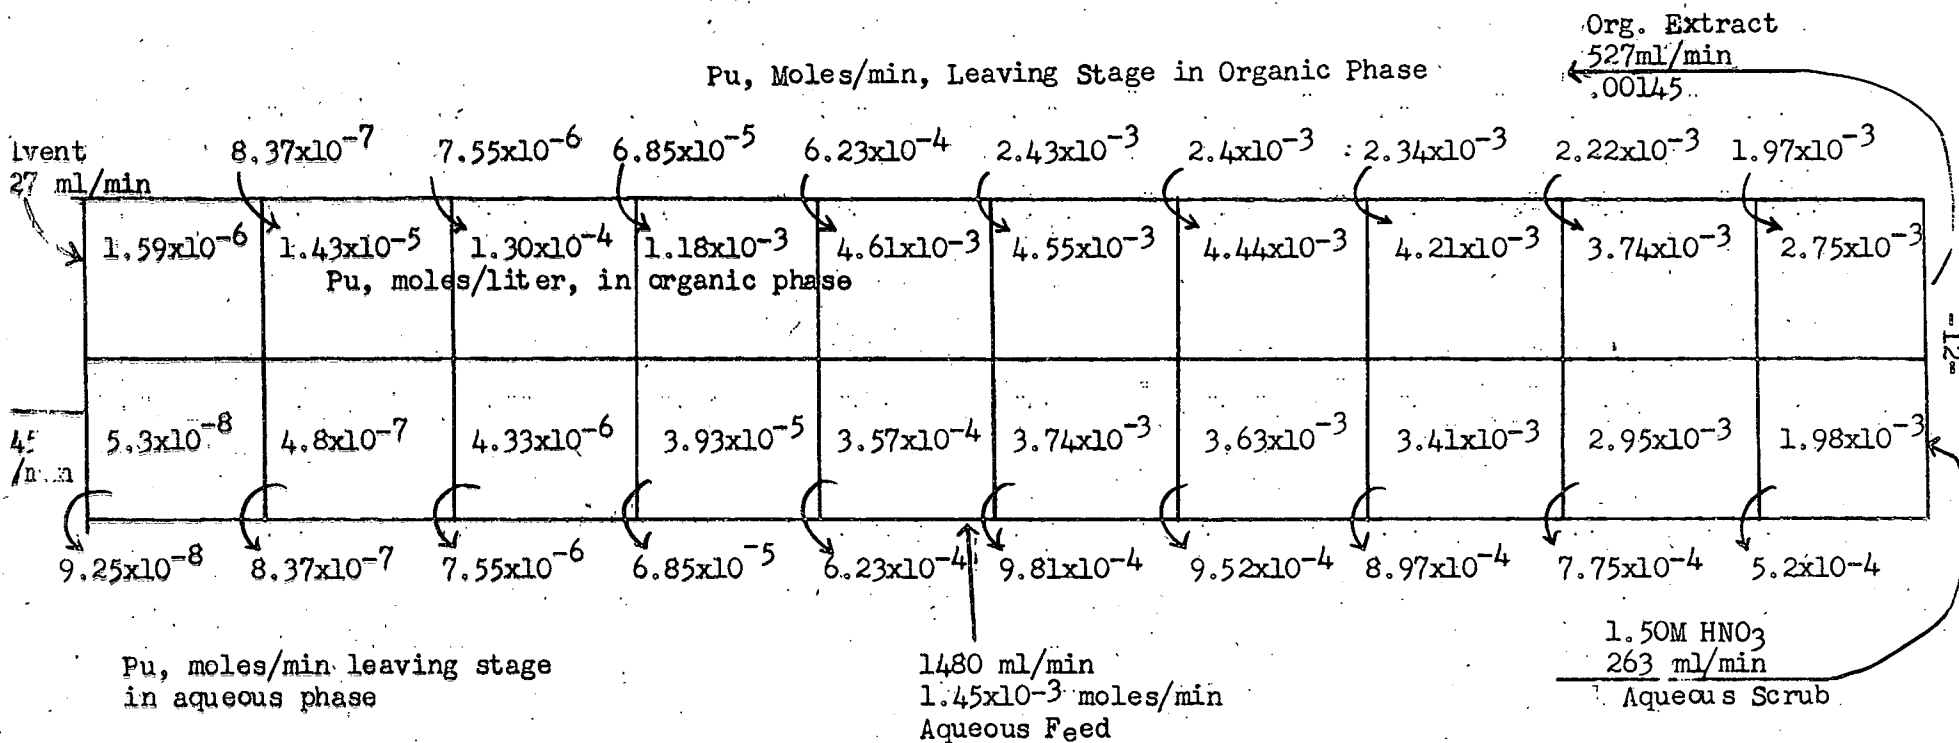 Org. Extract
527ml/min
.00145
Pu, Moles/min, Leaving Stage in Organic Phase
lvent
27 ml/min
8.37x10⁻⁷ 7.55x10⁻⁶ 6.85x10⁻⁵ 6.23x10⁻⁴ 2.43x10⁻³ 2.4x10⁻³ 2.34x10⁻³ 2.22x10⁻³ 1.97x10⁻³
1.59x10⁻⁶ 1.43x10⁻⁵ 1.30x10⁻⁴ 1.18x10⁻³ 4.61x10⁻³ 4.55x10⁻³ 4.44x10⁻³ 4.21x10⁻³ 3.74x10⁻³ 2.75x10⁻³
Pu, moles/liter, in organic phase
-12-
45
/min
5.3x10⁻⁸ 4.8x10⁻⁷ 4.33x10⁻⁶ 3.93x10⁻⁵ 3.57x10⁻⁴ 3.74x10⁻³ 3.63x10⁻³ 3.41x10⁻³ 2.95x10⁻³ 1.98x10⁻³
9.25x10⁻⁸ 8.37x10⁻⁷ 7.55x10⁻⁶ 6.85x10⁻⁵ 6.23x10⁻⁴ 9.81x10⁻⁴ 9.52x10⁻⁴ 8.97x10⁻⁴ 7.75x10⁻⁴ 5.2x10-4
Pu, moles/min leaving stage
in aqueous phase
1480 ml/min
1.45x10⁻³ moles/min
Aqueous Feed
1.50M HNO₃
263 ml/min
Aqueous Scrub